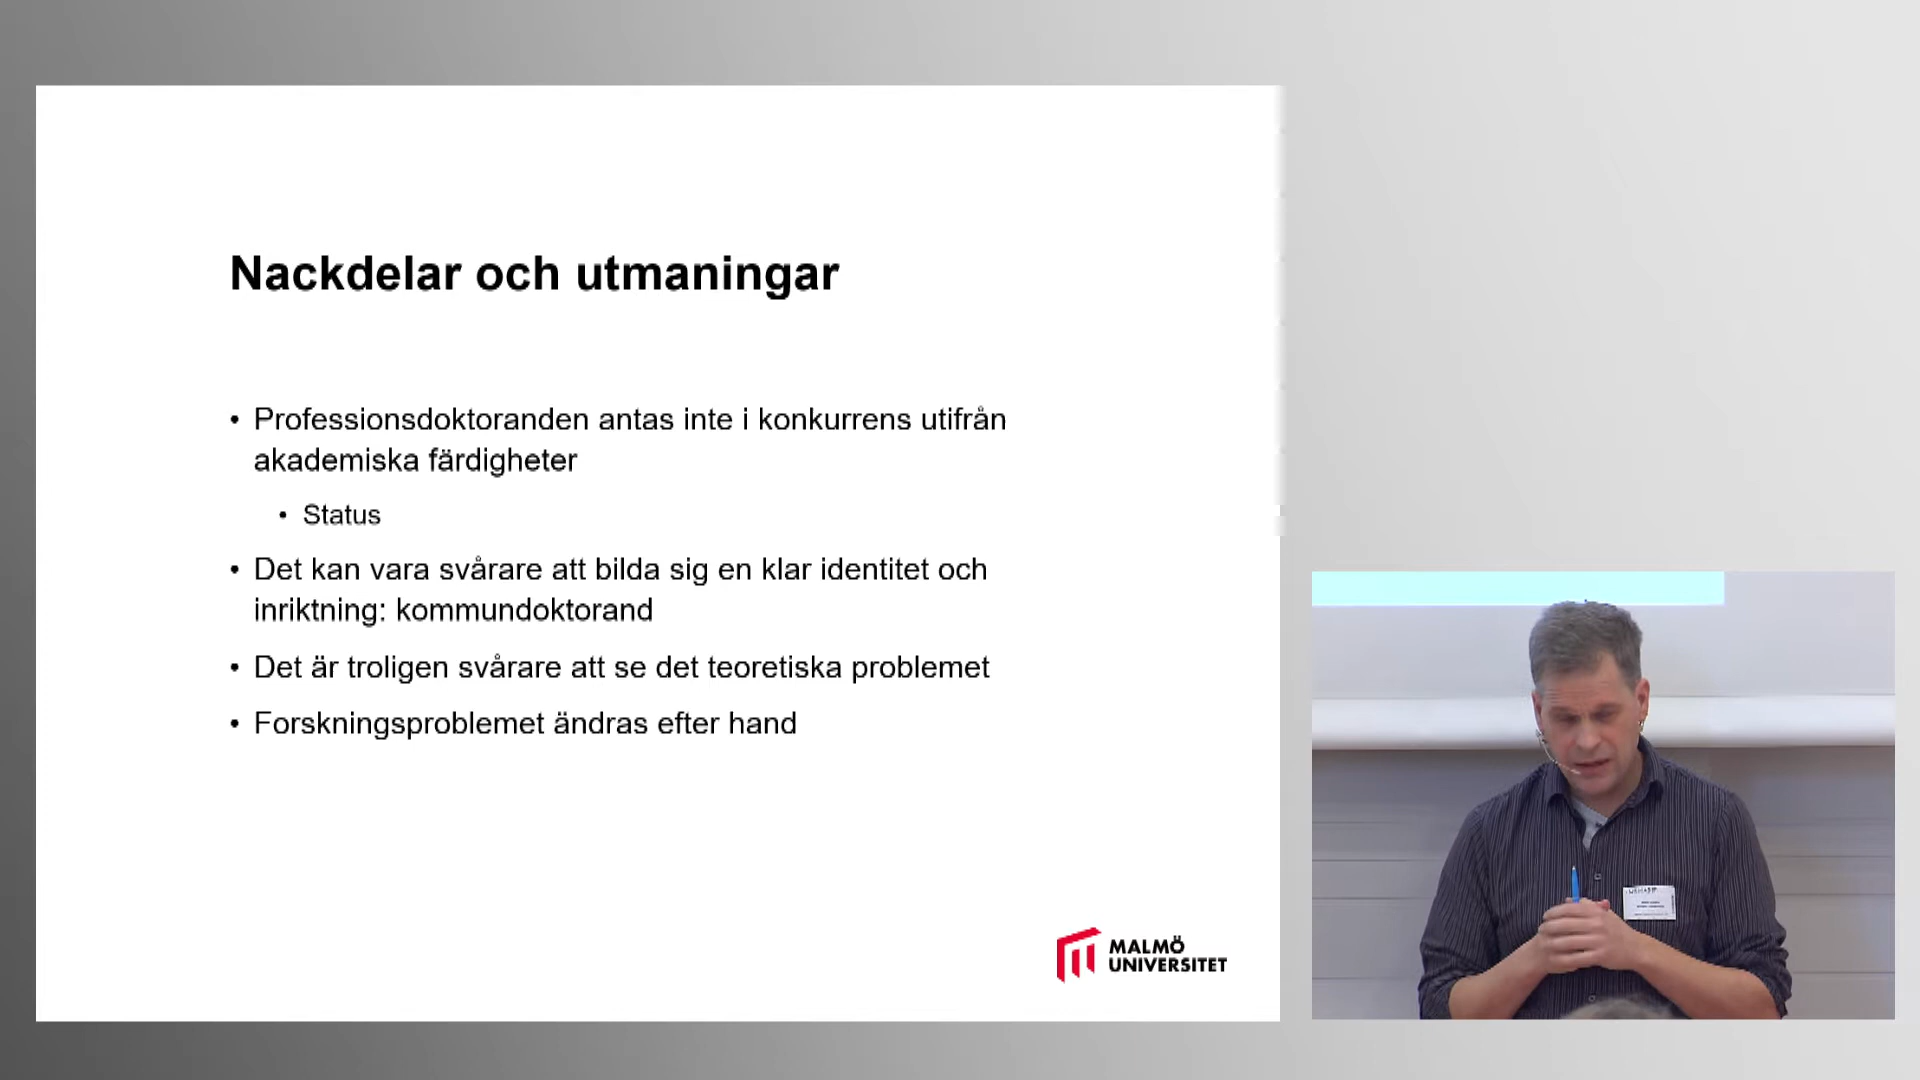 Nackdelar och utmaningar
• Professionsdoktoranden antas inte i konkurrens utifrån
akademiska färdigheter
• Status
• Det kan vara svårare att bilda sig en klar identitet och
inriktning: kommundoktorand
• Det är troligen svårare att se det teoretiska problemet
• Forskningsproblemet ändras efter hand
MALMÖ
UNIVERSITET